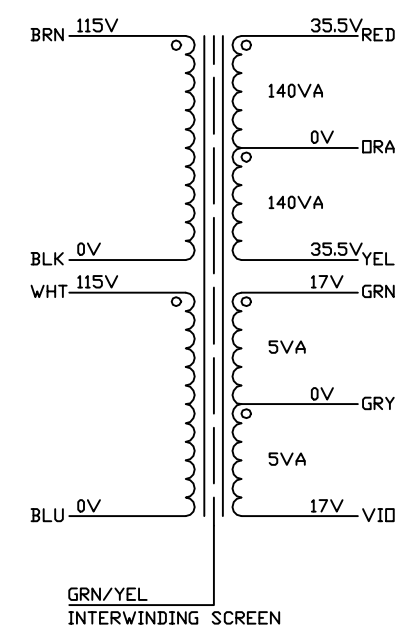 BRN 115V 35.5V RED
140VA
0V ORA
140VA
BLK 0V 35.5V YEL
WHT 115V 17V GRN
5VA
0V GRY
5VA
BLU 0V 17V VIO
GRN/YEL
INTERWINDING SCREEN